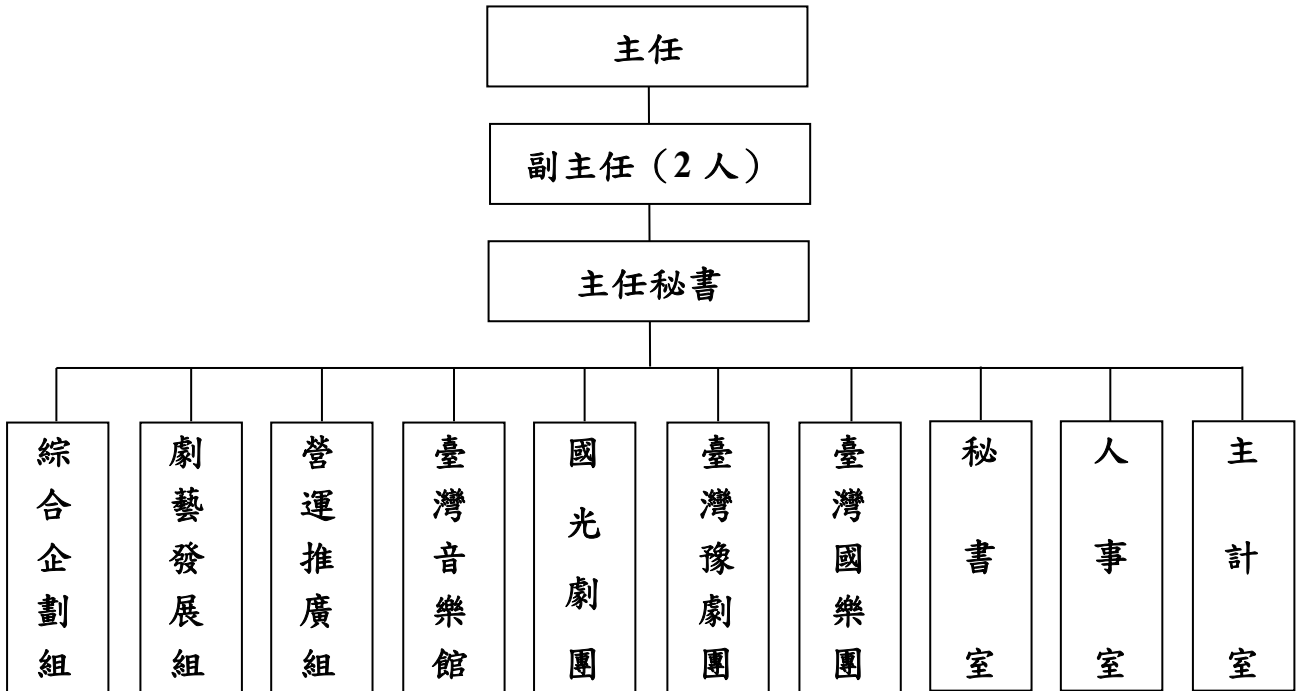 主任
副主任（2 人）
主任秘書
綜合企劃組
劇藝發展組
營運推廣組
臺灣音樂館
國光劇團
臺灣豫劇團
臺灣國樂團
秘書室
人事室
主計室